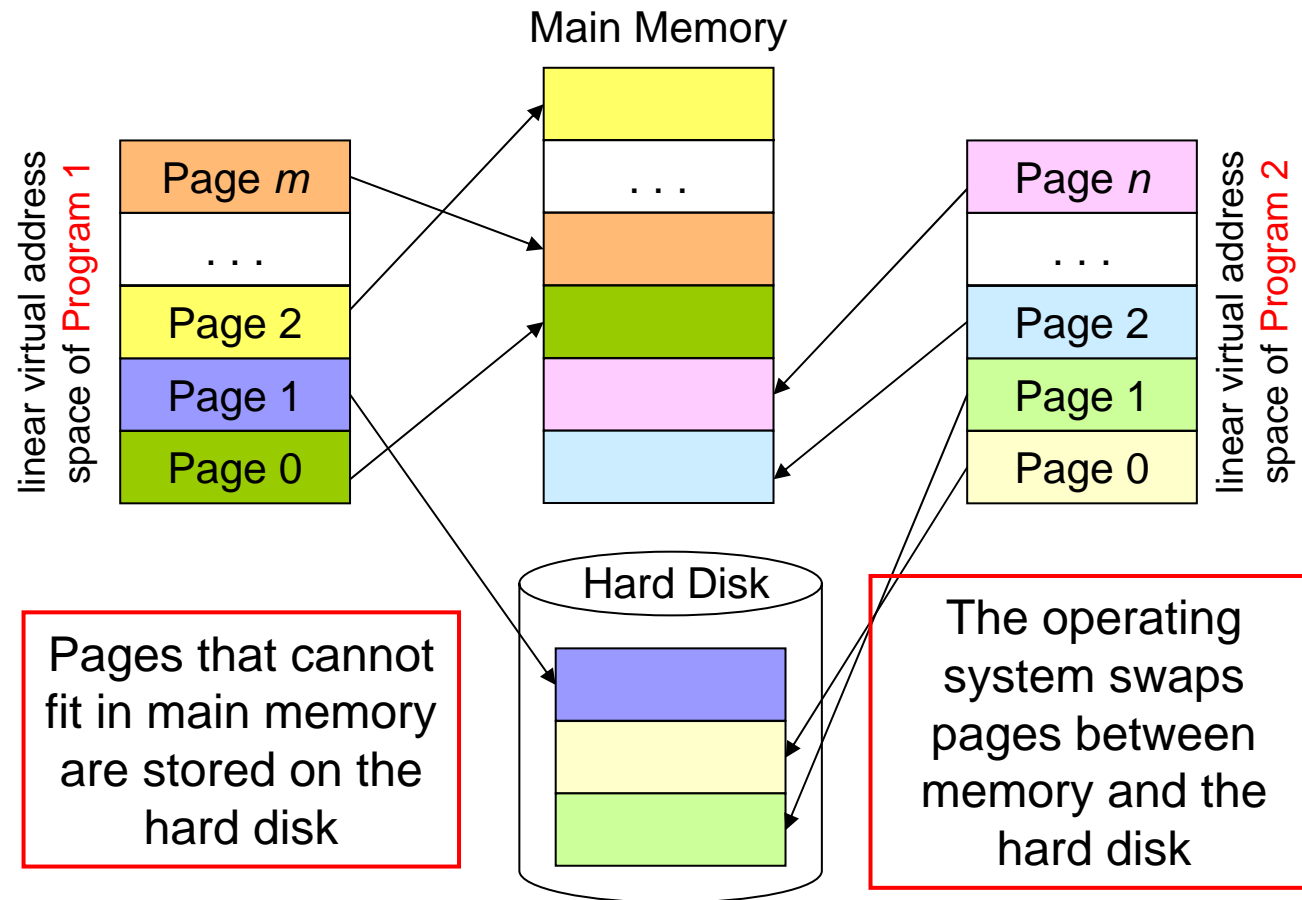 Main Memory
linear virtual address
space of Program 1
Page m
. . .
Page 2
Page 1
Page 0
. . .
Page n
. . .
Page 2
Page 1
Page 0
linear virtual address
space of Program 2
Hard Disk
Pages that cannot
fit in main memory
are stored on the
hard disk
The operating
system swaps
pages between
memory and the
hard disk